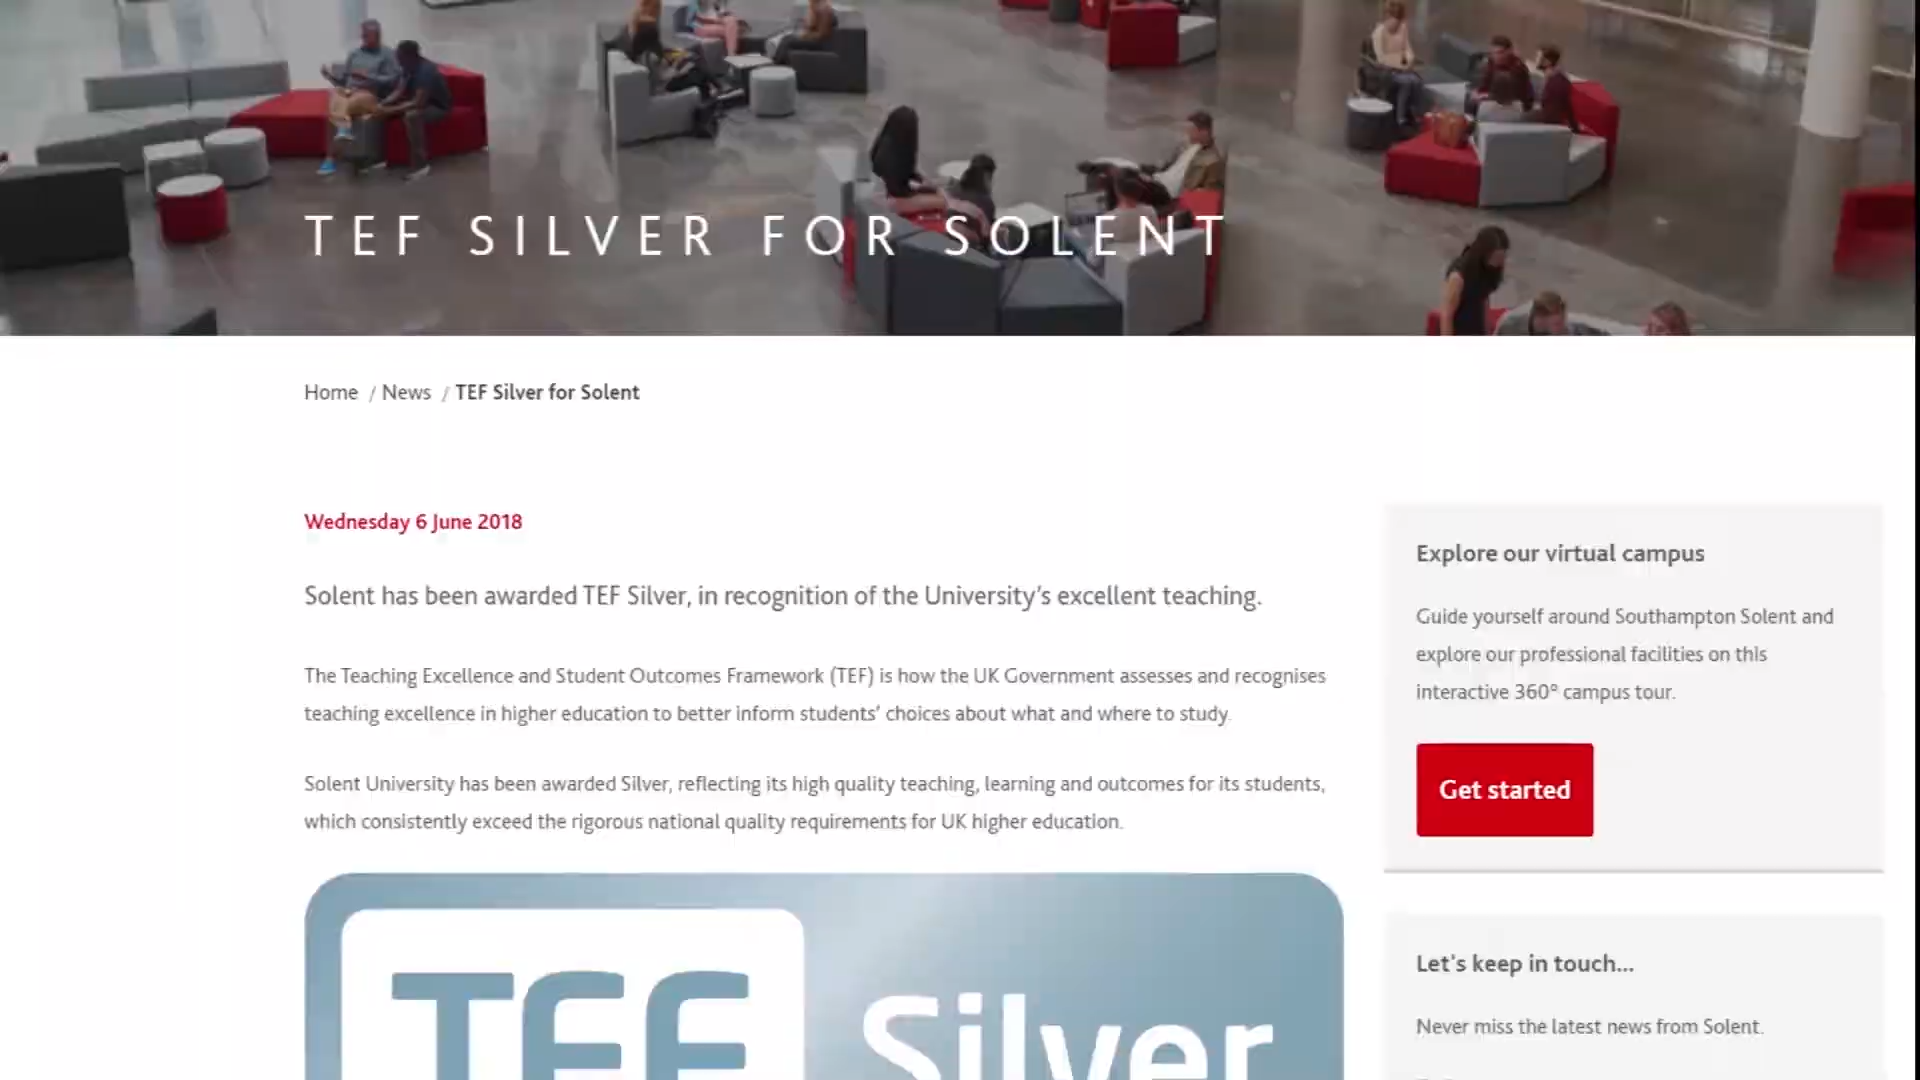 TEF SILVER FOR SOLENT
Home / News / TEF Silver for Solent
Wednesday 6 June 2018
Solent has been awarded TEF Silver, in recognition of the University's excellent teaching.
The Teaching Excellence and Student Outcomes Framework (TEF) is how the UK Government assesses and recognises
teaching excellence in higher education to better inform students' choices about what and where to study.
Solent University has been awarded Silver, reflecting its high quality teaching, learning and outcomes for its students,
which consistently exceed the rigorous national quality requirements for UK higher education.
TEF Silver
Explore our virtual campus
Guide yourself around Southampton Solent and
explore our professional facilities on this
interactive 360° campus tour.
Get started
Let's keep in touch...
Never miss the latest news from Solent.